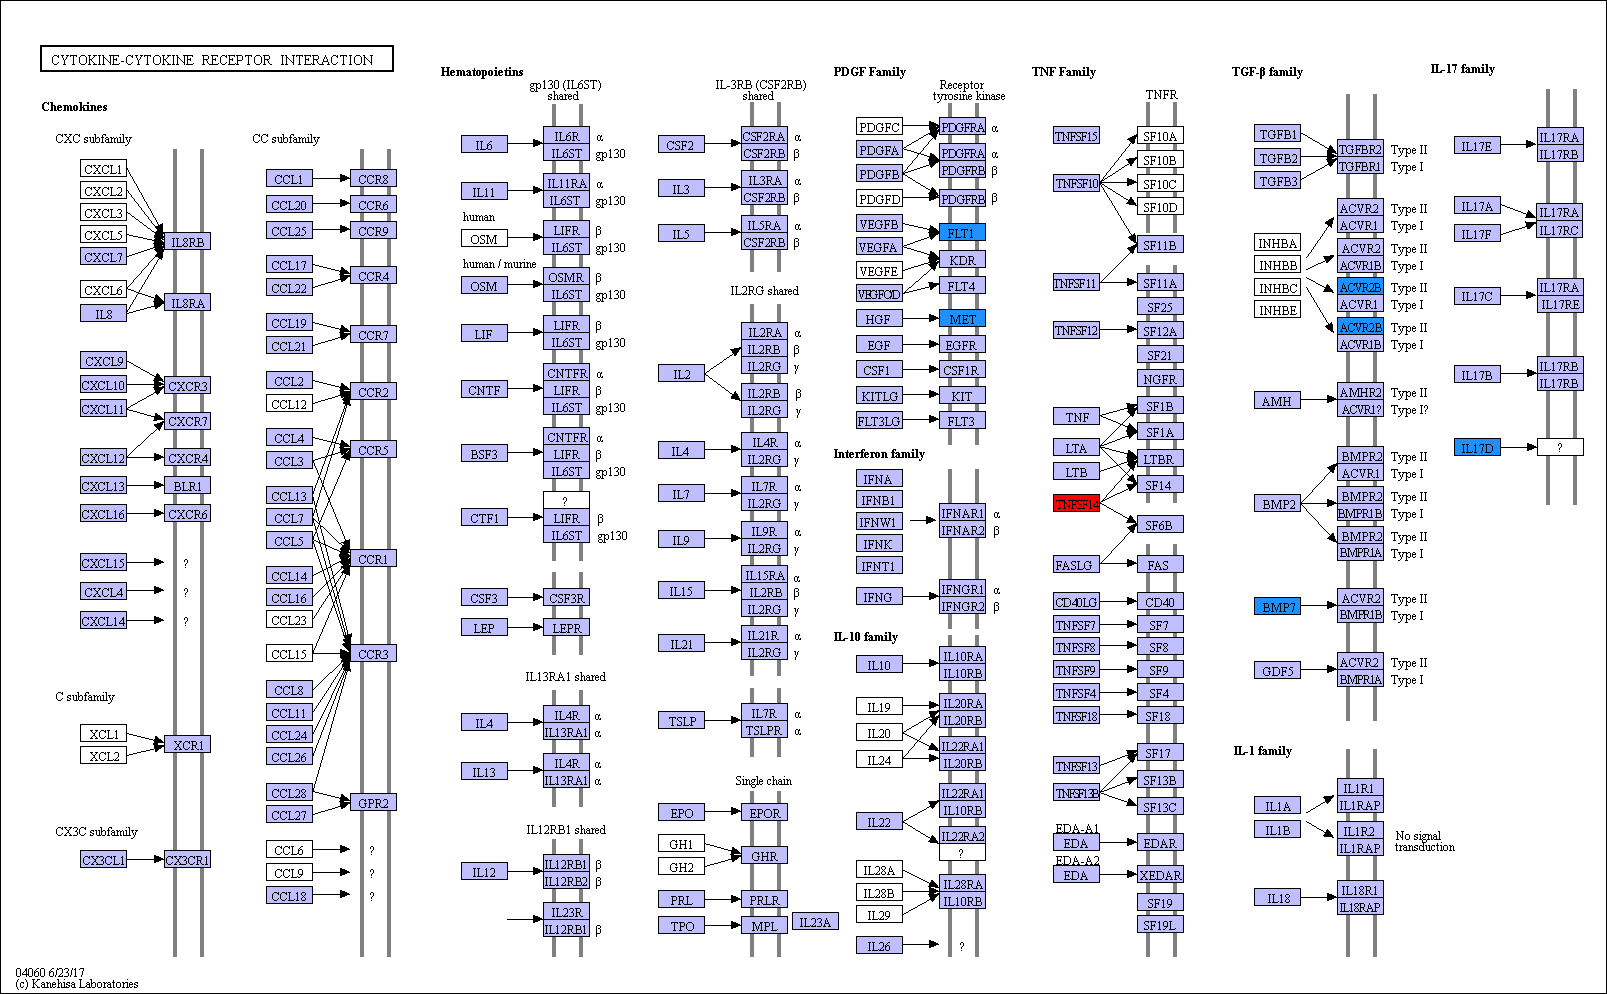 CYTOKINE-CYTOKINE RECEPTOR INTERACTION
Chemokines
CXC subfamily
CXCL1
CXCL2
CXCL3
CXCL5
CXCL7
IL8RB
CXCL6
IL8
IL8RA
CXCL9
CXCL10
CXCL11
CXCR3
CXCR7
CXCL12
CXCR4
CXCL13
BLR1
CXCL16
CXCR6
CXCL15
?
CXCL4
?
CXCL14
?
C subfamily
XCL1
XCL2
XCR1
CX3C subfamily
CX3CL1
CX3CR1
CC subfamily
CCL1
CCR8
CCL20
CCR6
CCL25
CCR9
CCL17
CCL22
CCR4
CCL19
CCL21
CCR7
CCL2
CCL12
CCR2
CCL4
CCL3
CCR5
CCL13
CCL7
CCL5
CCR1
CCL14
CCL16
CCL23
CCL15
CCR3
CCL8
CCL11
CCL24
CCL26
CCL28
CCL27
GPR2
CCL6
?
CCL9
?
CCL18
?
Hematopoietins
gp130 (IL6ST)
shared
IL6
IL6R α
IL6ST gp130
IL11
IL11RA α
IL6ST gp130
human
OSM
LIFR β
IL6ST gp130
human / murine
OSM
OSMR β
IL6ST gp130
LIF
LIFR β
IL6ST gp130
CNTF
CNTFR α
LIFR β
IL6ST gp130
BSF3
CNTFR α
LIFR β
IL6ST gp130
CTF1
?
LIFR β
IL6ST gp130
CSF3
CSF3R
LEP
LEPR
IL13RA1 shared
IL4
IL4R α
IL13RA1 α
IL13
IL4R α
IL13RA1 α
IL12RB1 shared
IL12
IL12RB1 β
IL12RB2 β
IL23R
IL12RB1 β
IL-3RB (CSF2RB)
shared
CSF2
CSF2RA α
CSF2RB β
IL3
IL3RA α
CSF2RB β
IL5
IL5RA α
CSF2RB β
IL2RG shared
IL2
IL2RA α
IL2RB β
IL2RG γ
IL2RB β
IL2RG γ
IL4
IL4R α
IL2RG γ
IL7
IL7R α
IL2RG γ
IL9
IL9R α
IL2RG γ
IL15
IL15RA α
IL2RB β
IL2RG γ
IL21
IL21R α
IL2RG γ
TSLP
IL7R α
TSLPR α
Single chain
EPO
EPOR
GH1
GH2
GHR
PRL
PRLR
TPO
MPL
IL23A
PDGF Family
Receptor
tyrosine kinase
PDGFC
PDGFRA α
PDGFA
PDGFRA α
PDGFB
PDGFRB β
PDGFD
PDGFRB β
VEGFB
FLT1
VEGFA
KDR
VEGFE
VEGFC/D
FLT4
HGF
MET
EGF
EGFR
CSF1
CSF1R
KITLG
KIT
FLT3LG
FLT3
Interferon family
IFNA
IFNB1
IFNW1
IFNK
IFNT1
IFNAR1 α
IFNAR2 β
IFNG
IFNGR1 α
IFNGR2 β
IL-10 family
IL10
IL10RA
IL10RB
IL19
IL20
IL24
IL20RA
IL20RB
IL22RA1
IL20RB
IL22
IL22RA1
IL10RB
IL22RA2
?
IL28A
IL28B
IL29
IL28RA
IL10RB
IL26
?
TNF Family
TNFR
TNFSF15
SF10A
SF10B
TNFSF10
SF10C
SF10D
SF11B
TNFSF11
SF11A
SF25
TNFSF12
SF12A
SF21
NGFR
TNF
SF1B
LTA
SF1A
LTB
LTBR
TNFSF14
SF14
SF6B
FASLG
FAS
CD40LG
CD40
TNFSF7
SF7
TNFSF8
SF8
TNFSF9
SF9
TNFSF4
SF4
TNFSF18
SF18
TNFSF13
SF17
TNFSF13B
SF13B
SF13C
EDA-A1
EDA
EDAR
EDA-A2
EDA
XEDAR
SF19
SF19L
TGF-β family
TGFB1
TGFB2
TGFB3
TGFBR2 Type II
TGFBR1 Type I
INHBA
INHBB
INHBC
INHBE
ACVR2 Type II
ACVR1 Type I
ACVR2 Type II
ACVR1B Type I
ACVR2B Type II
ACVR1 Type I
ACVR2B Type II
ACVR1B Type I
AMH
AMHR2 Type II
ACVR1? Type I?
BMP2
BMPR2 Type II
ACVR1 Type I
BMPR2 Type II
BMPR1B Type I
BMPR2 Type II
BMPR1A Type I
BMP7
ACVR2 Type II
BMPR1B Type I
GDF5
ACVR2 Type II
BMPR1A Type I
IL-1 family
IL1A
IL1B
IL1R1
IL1RAP
IL1R2
IL1RAP
No signal
transduction
IL18
IL18R1
IL18RAP
IL-17 family
IL17E
IL17RA
IL17RB
IL17A
IL17F
IL17RA
IL17RC
IL17C
IL17RA
IL17RE
IL17B
IL17RB
IL17RB
IL17D
?
04060 6/23/17
(c) Kanehisa Laboratories